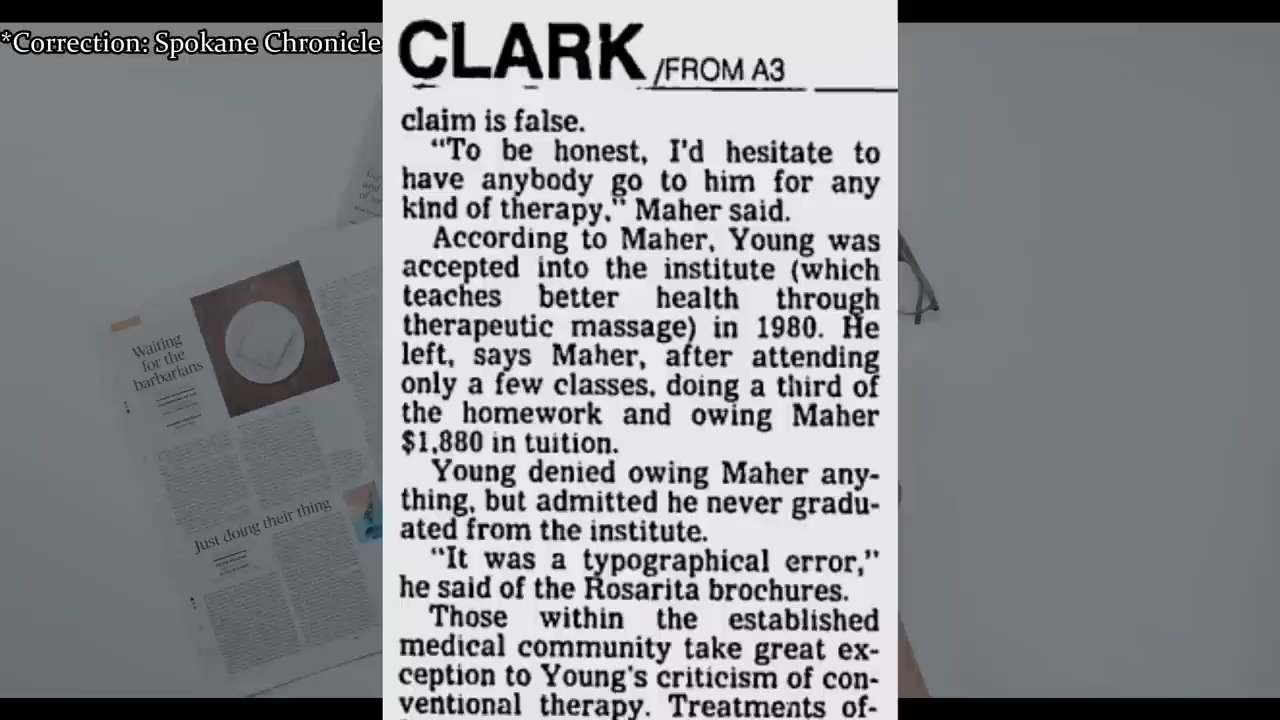 *Correction: Spokane Chronicle
CLARK /FROM A3
claim is false.
"To be honest, I'd hesitate to
have anybody go to him for any
kind of therapy," Maher said.
According to Maher, Young was
accepted into the institute (which
teaches better health through
therapeutic massage) in 1980. He
left, says Maher, after attending
only a few classes, doing a third of
the homework and owing Maher
$1,880 in tuition.
Young denied owing Maher any-
thing, but admitted he never gradu-
ated from the institute.
"It was a typographical error,"
he said of the Rosarita brochures.
Those within the established
medical community take great ex-
ception to Young's criticism of con-
ventional therapy. Treatments of-
Waiting
for the
barbarians
Just doing their thing